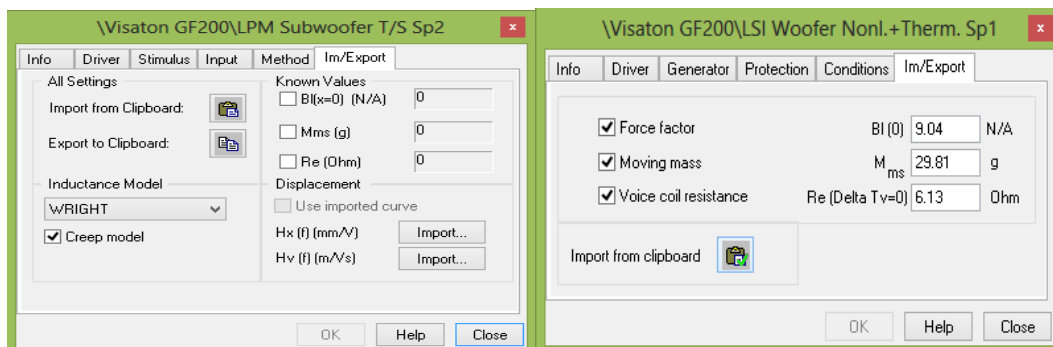 \Visaton GF200\LPM Subwoofer T/S Sp2
x
Info Driver Stimulus Input Method Im/Export
All Settings
Import from Clipboard:
Export to Clipboard:
Known Values
Bl(x=0) (N/A) 0
Mms (g) 0
Re (Ohm) 0
Inductance Model
WRIGHT
Creep model
Displacement
Use imported curve
Hx (f) (mm/V) Import...
Hv (f) (m/Vs) Import...
OK Help Close
\Visaton GF200\LSI Woofer Nonl.+Therm. Sp1
x
Info Driver Generator Protection Conditions Im/Export
Force factor Bl (0) 9.04 N/A
Moving mass Mms 29.81 g
Voice coil resistance Re (Delta Tv=0) 6.13 Ohm
Import from clipboard
OK Help Close